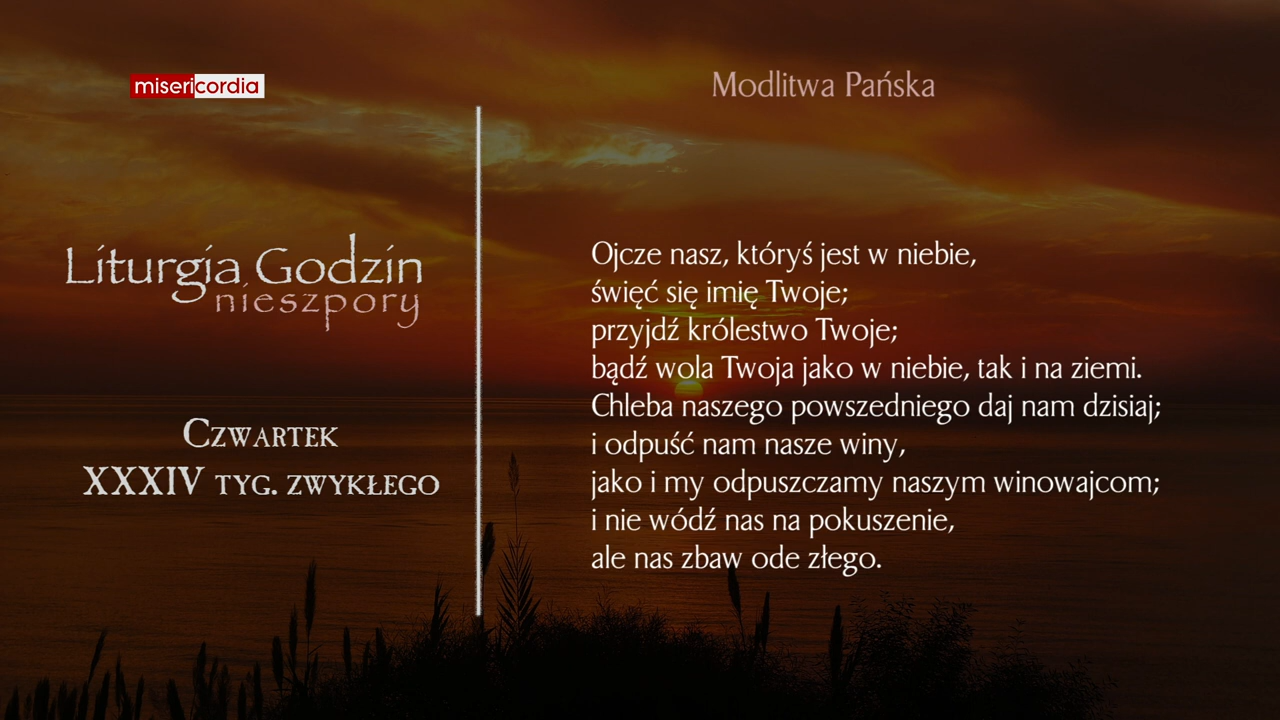 misericordia
Liturgia Godzin
nieszpory
Czwartek
XXXIV tyg. zwykłego
Modlitwa Pańska
Ojcze nasz, któryś jest w niebie,
święć się imię Twoje;
przyjdź królestwo Twoje;
bądź wola Twoja jako w niebie, tak i na ziemi.
Chleba naszego powszedniego daj nam dzisiaj;
i odpuść nam nasze winy,
jako i my odpuszczamy naszym winowajcom;
i nie wódź nas na pokuszenie,
ale nas zbaw ode złego.